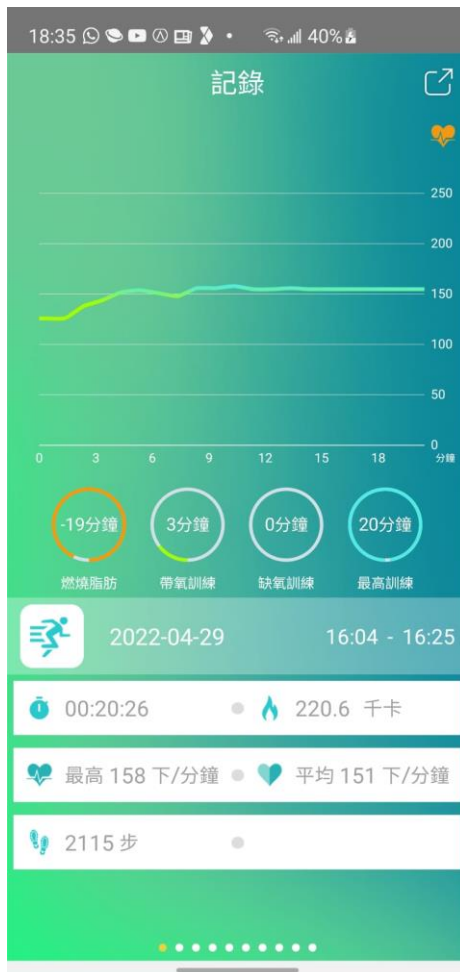 18:35 40%
記錄
250
200
150
100
50
0
0 3 6 9 12 15 18 分鐘
-19分鐘 3分鐘 0分鐘 20分鐘
燃燒脂肪 帶氧訓練 缺氧訓練 最高訓練
2022-04-29 16:04 - 16:25
00:20:26 220.6 千卡
最高 158 下/分鐘 平均 151 下/分鐘
2115 步